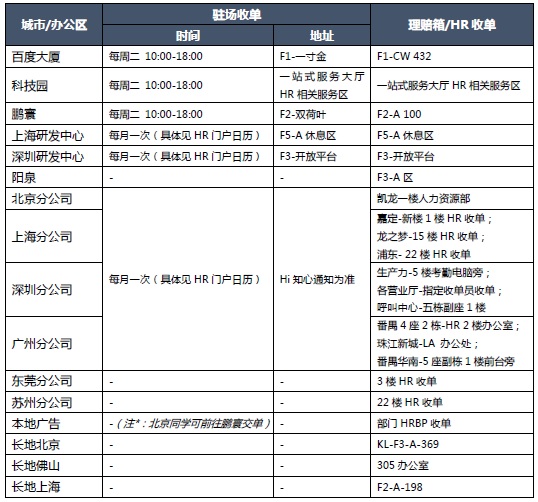 城市/办公区
驻场收单
理赔箱/HR 收单
时间
地址
百度大厦
每周二 10:00-18:00
F1-一寸金
F1-CW 432
科技园
每周二 10:00-18:00
一站式服务大厅
HR 相关服务区
一站式服务大厅 HR 相关服务区
鹏寰
每周二 10:00-18:00
F2-双荷叶
F2-A 100
上海研发中心
每月一次（具体见 HR 门户日历）
F5-A 休息区
F5-A 休息区
深圳研发中心
每月一次（具体见 HR 门户日历）
F3-开放平台
F3-开放平台
阳泉
-
-
F3-A 区
北京分公司
每月一次（具体见 HR 门户日历）
Hi 知心通知为准
凯龙一楼人力资源部
上海分公司
嘉定-新楼 1 楼 HR 收单；
龙之梦-15 楼 HR 收单；
浦东- 22 楼 HR 收单
深圳分公司
生产力-5 楼考勤电脑旁；
各营业厅-指定收单员收单；
呼叫中心-五栋副座 1 楼
广州分公司
番禺 4 座 2 栋-HR 2 楼办公室；
珠江新城-LA 办公处；
番禺华南-5 座副栋 1 楼前台旁
东莞分公司
-
-
3 楼 HR 收单
苏州分公司
-
-
22 楼 HR 收单
本地广告
-（注*：北京同学可前往鹏寰交单）
-
部门 HRBP 收单
长地北京
-
-
KL-F3-A-369
长地佛山
-
-
305 办公室
长地上海
-
-
F2-A-198